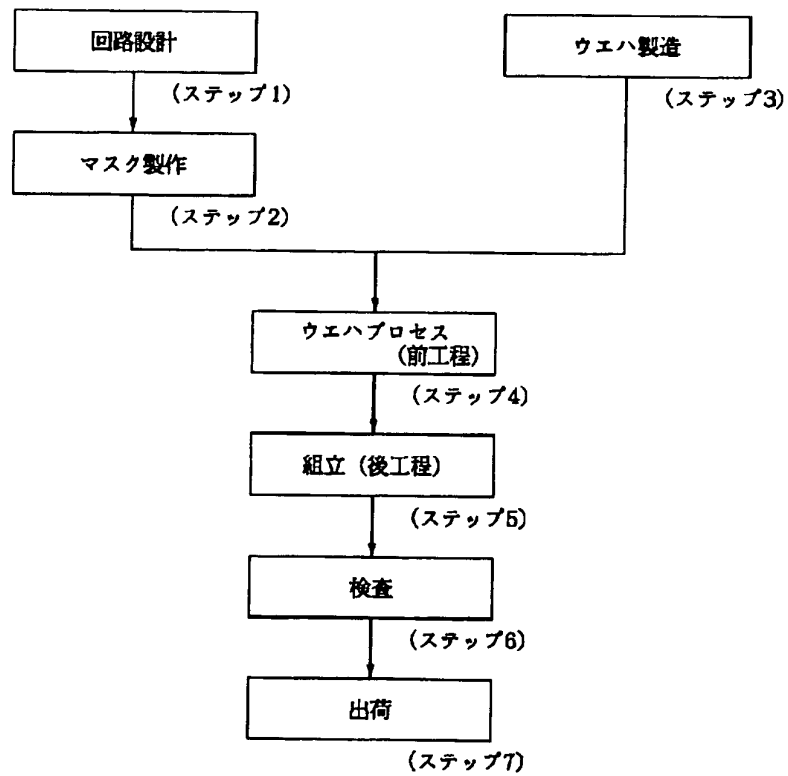 回路設計
(ステップ1)
ウエハ製造
(ステップ3)
マスク製作
(ステップ2)
ウエハプロセス
(前工程)
(ステップ4)
組立(後工程)
(ステップ5)
検査
(ステップ6)
出荷
(ステップ7)